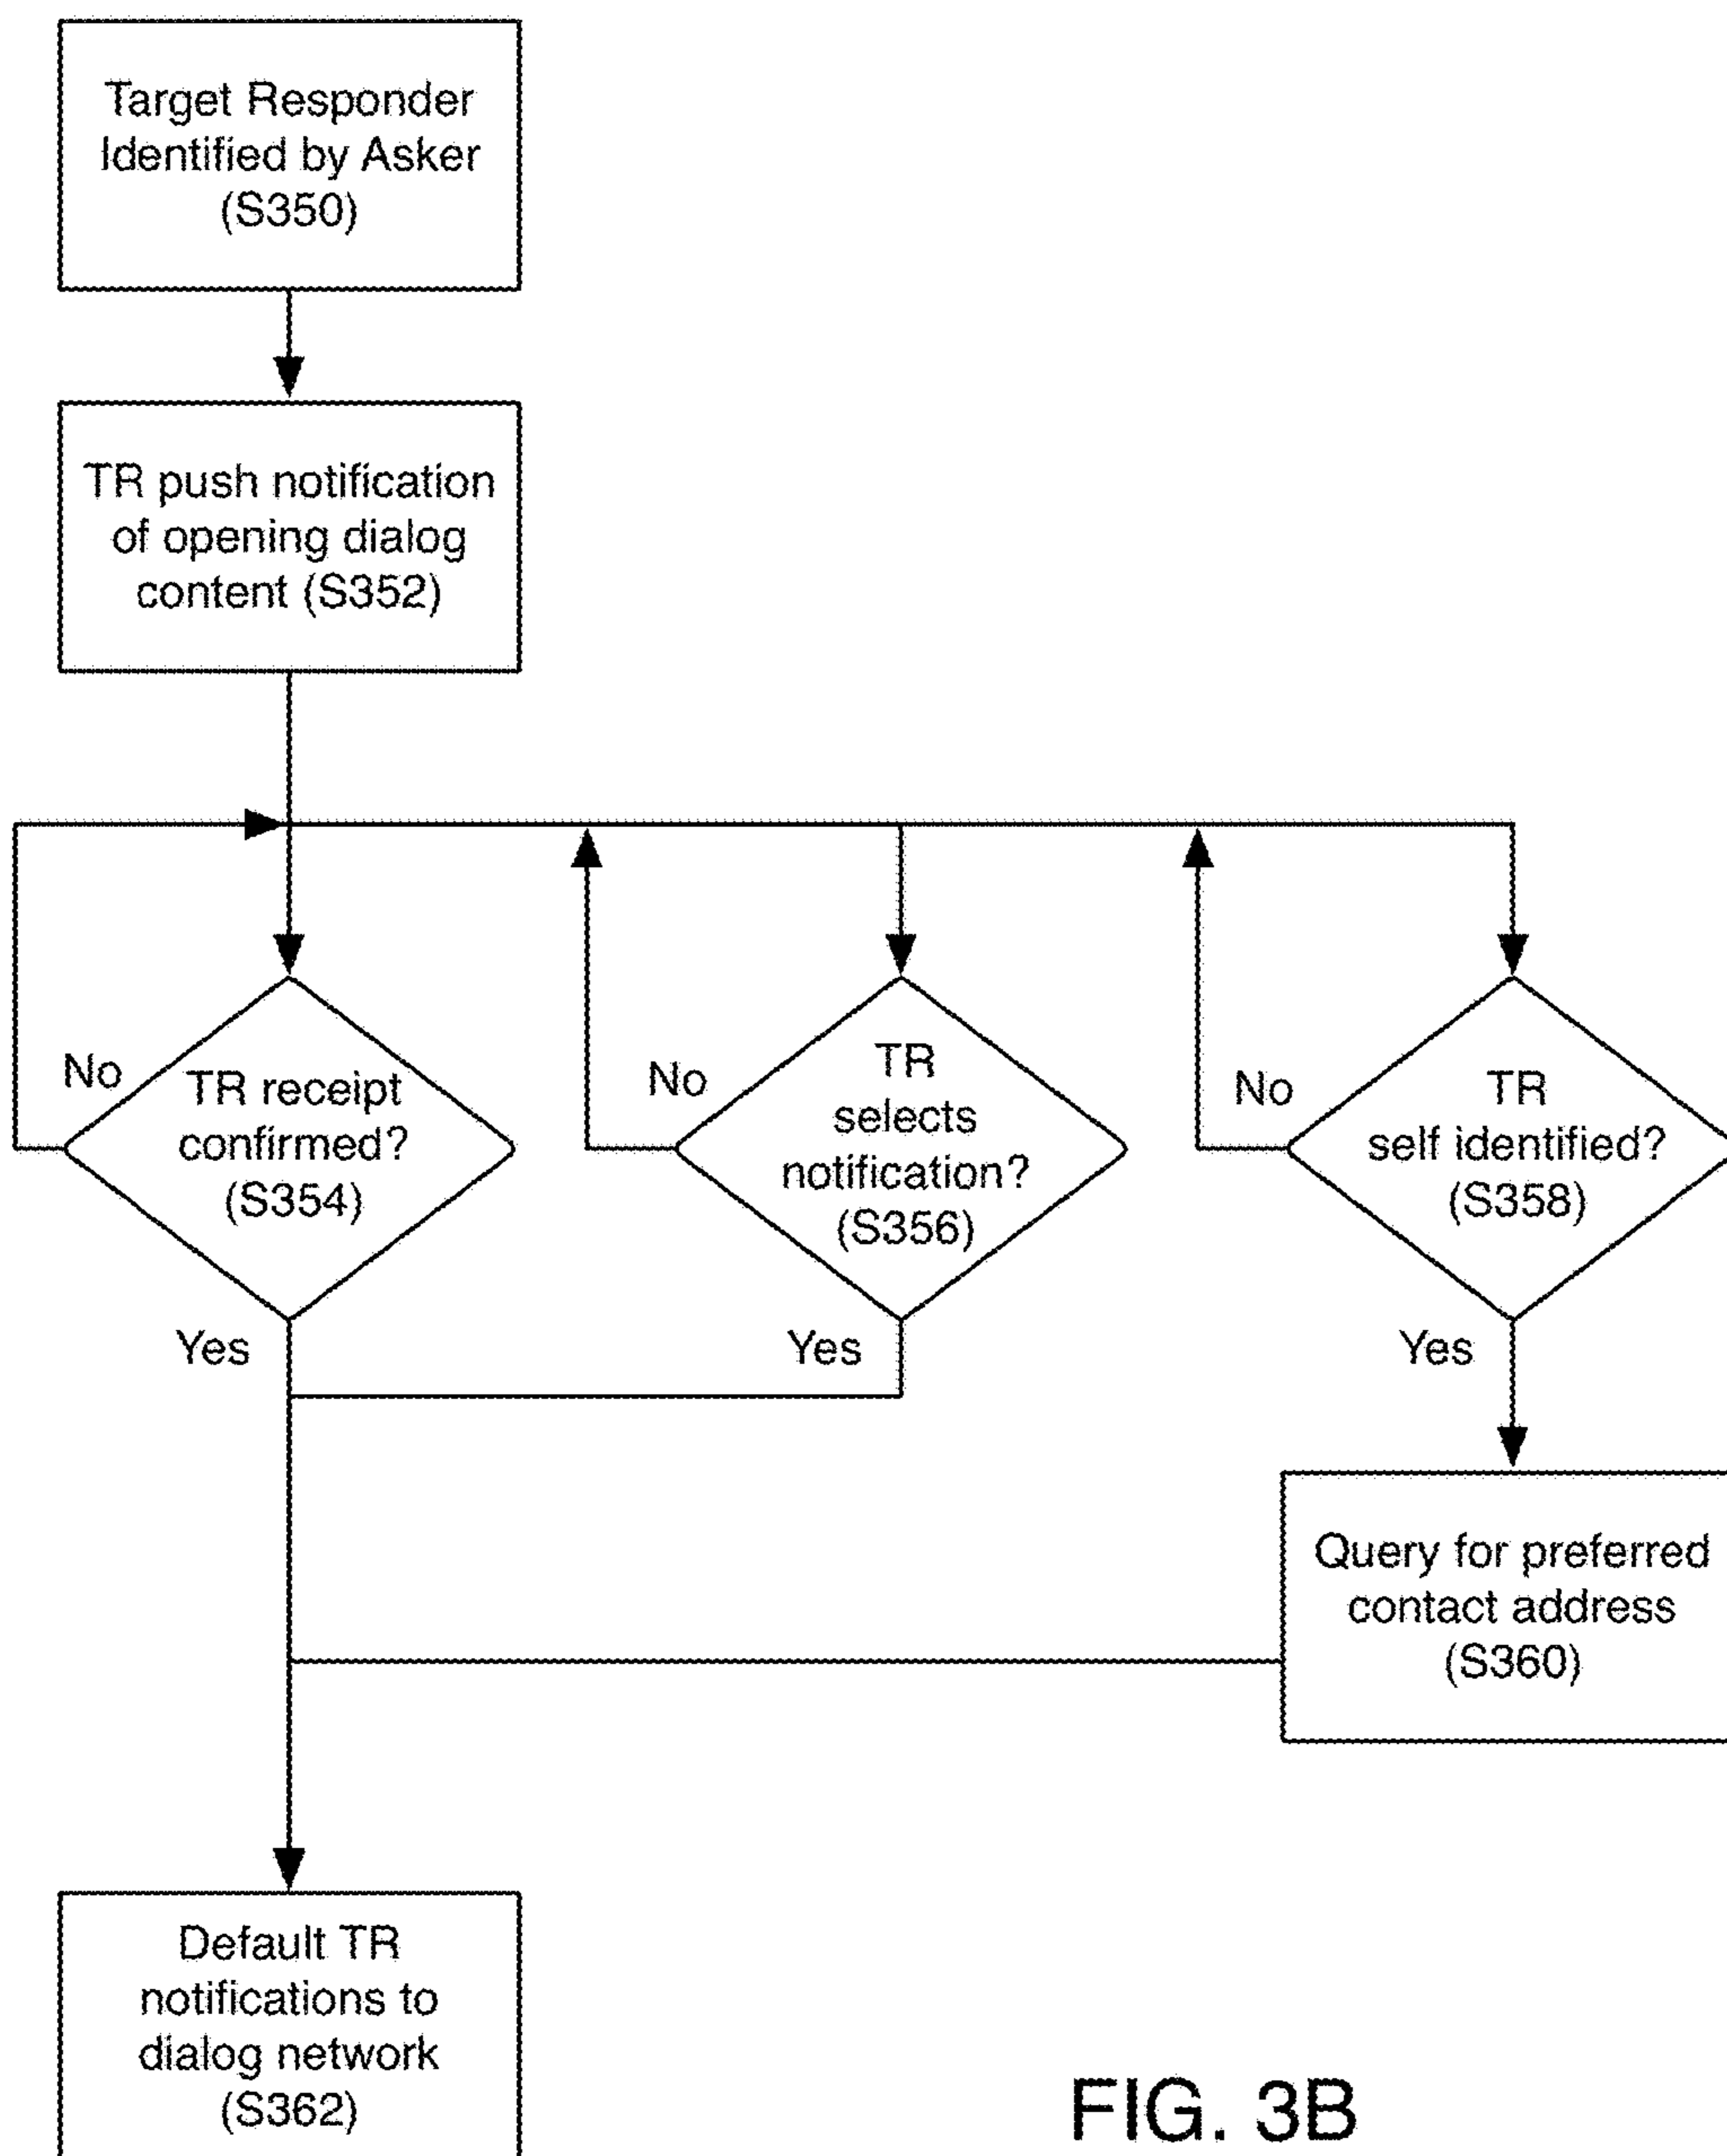 Target Responder
Identified by Asker
(S350)
TR push notification
of opening dialog
content (S352)
No
TR receipt
confirmed?
(S354)
Yes
No
TR
selects
notification?
(S356)
Yes
No
TR
self identified?
(S358)
Yes
Query for preferred
contact address
(S360)
Default TR
notifications to
dialog network
(S362)
FIG. 3B